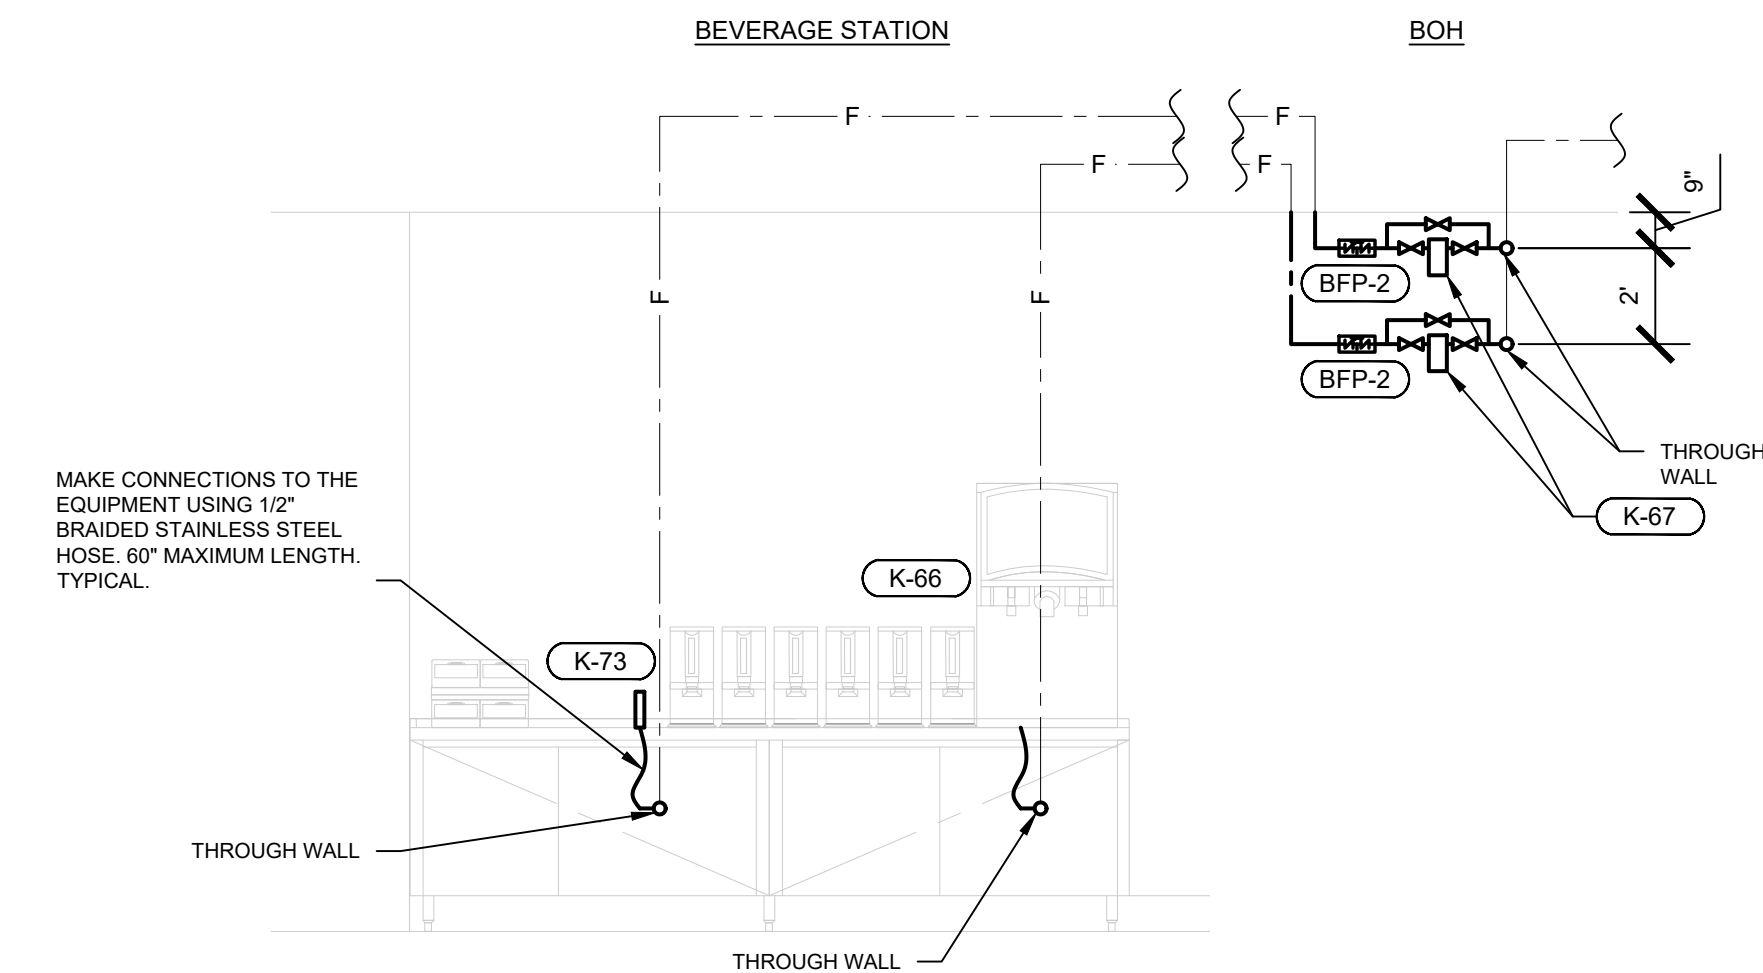 BEVERAGE STATION
BOH
F
F
F
F
9"
F
F
2'
BFP-2
BFP-2
THROUGH
WALL
K-67
MAKE CONNECTIONS TO THE
EQUIPMENT USING 1/2"
BRAIDED STAINLESS STEEL
HOSE. 60" MAXIMUM LENGTH.
TYPICAL.
K-66
K-73
THROUGH WALL
THROUGH WALL